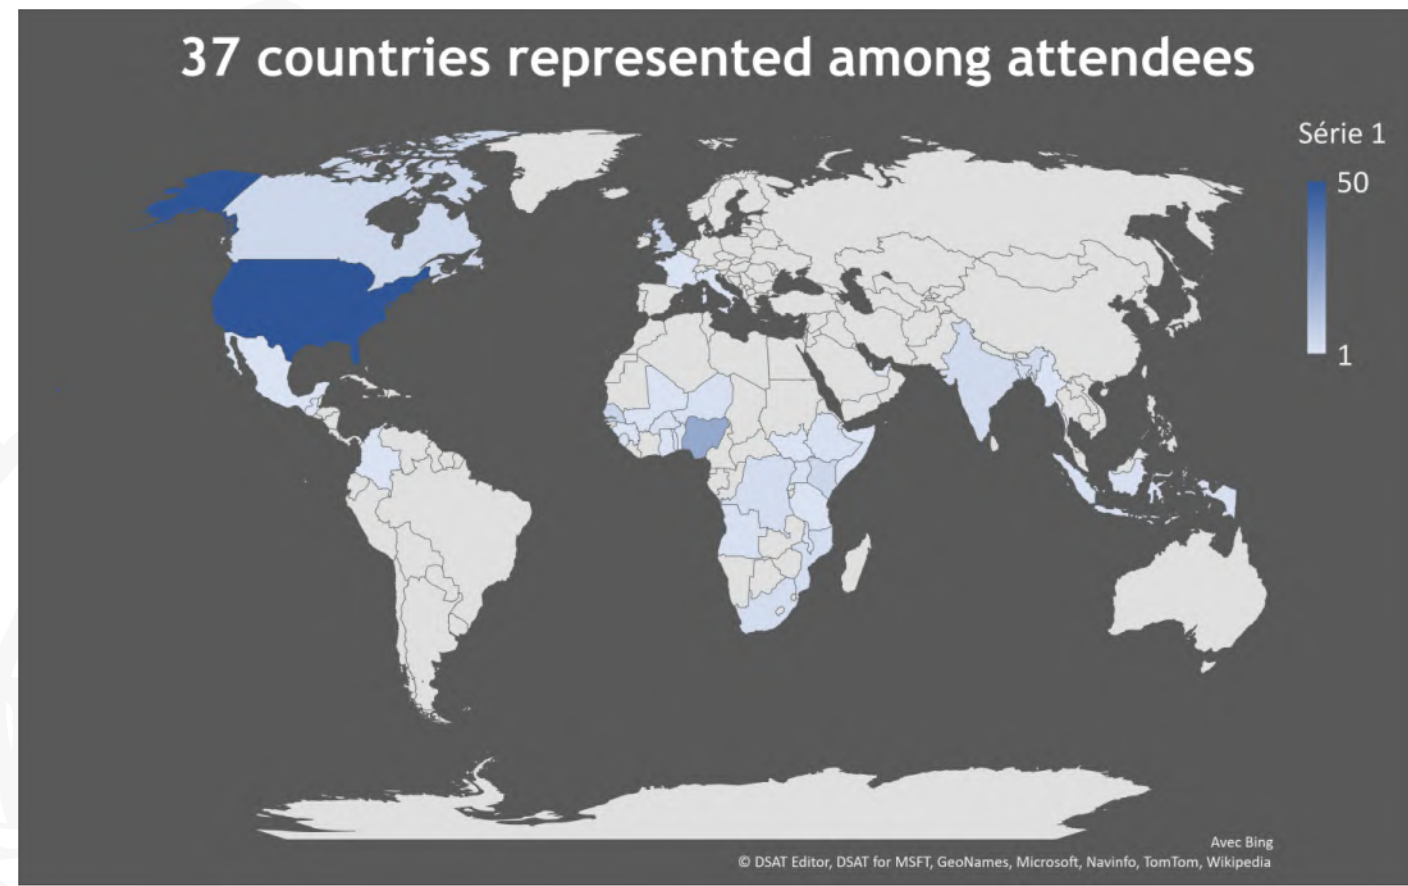 37 countries represented among attendees
Série 1
50
1
Avec Bing
© DSAT Editor, DSAT for MSFT, GeoNames, Microsoft, Navinfo, TomTom, Wikipedia